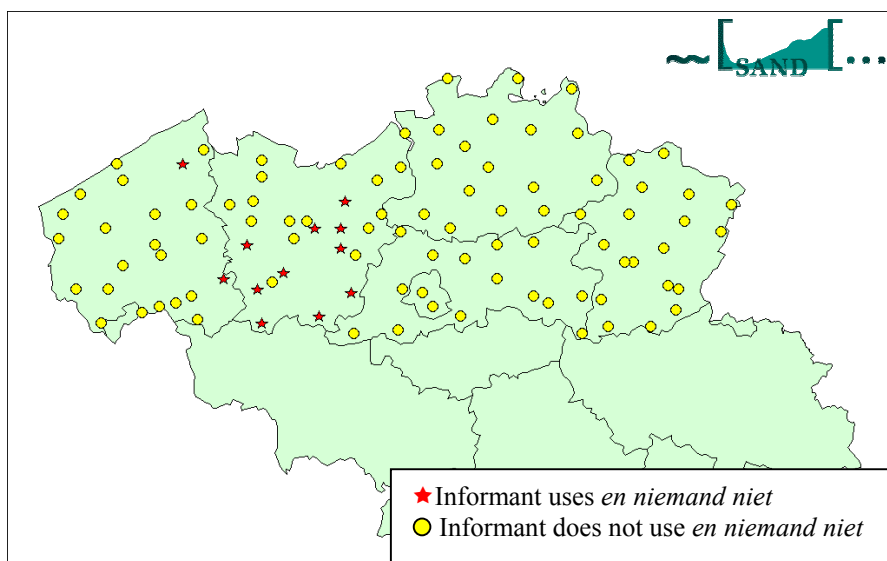 ~[SAND[...
Informant uses en niemand niet
Informant does not use en niemand niet